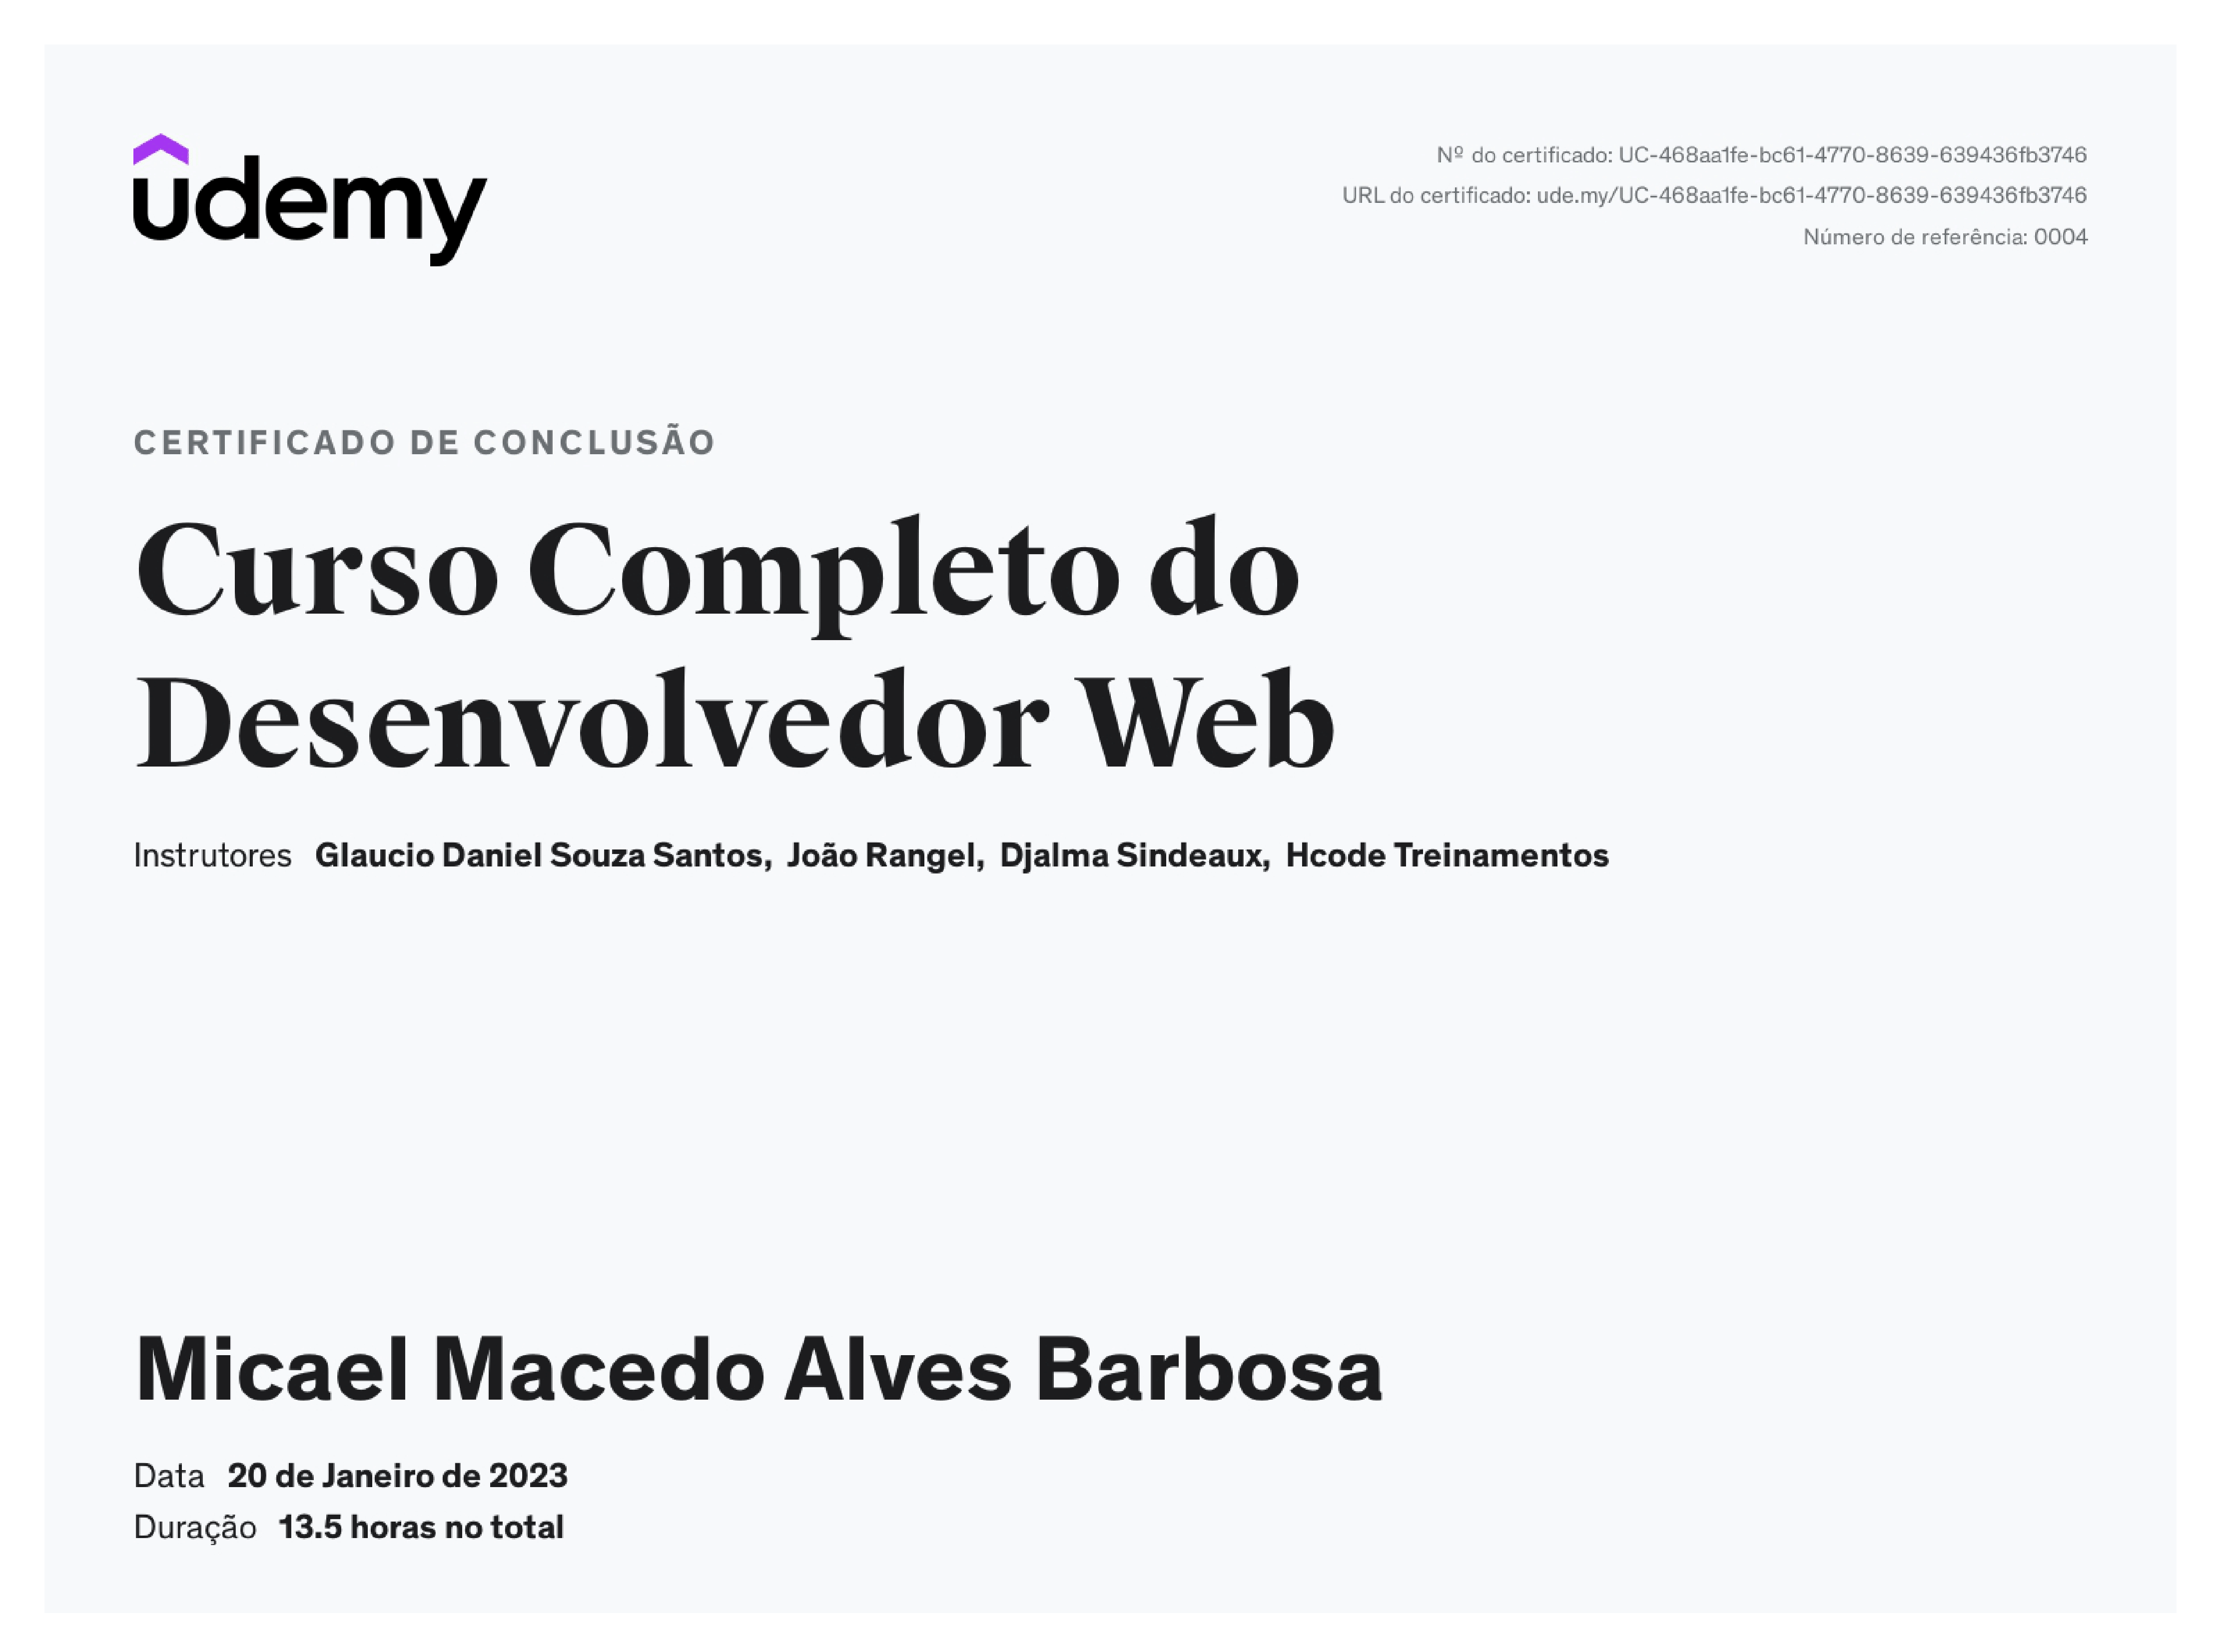 udemy
Nº do certificado: UC-468aa1fe-bc61-4770-8639-639436fb3746
URL do certificado: ude.my/UC-468aa1fe-bc61-4770-8639-639436fb3746
Número de referência: 0004
CERTIFICADO DE CONCLUSÃO
Curso Completo do
Desenvolvedor Web
Instrutores Glaucio Daniel Souza Santos, João Rangel, Djalma Sindeaux, Hcode Treinamentos
Micael Macedo Alves Barbosa
Data 20 de Janeiro de 2023
Duração 13.5 horas no total